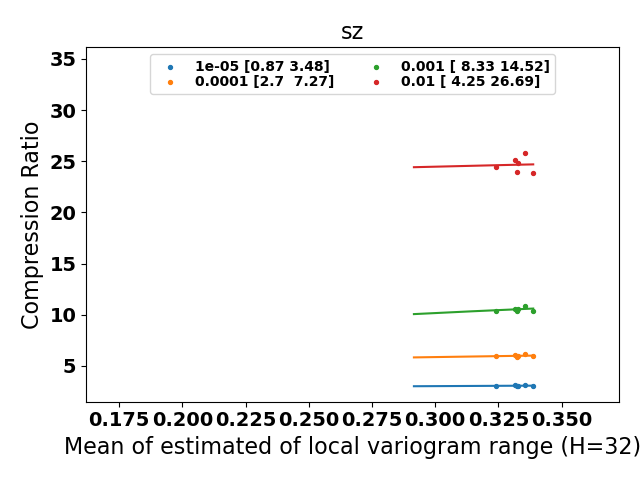 sz
1e-05 [0.87 3.48]
0.0001 [2.7  7.27]
0.001 [ 8.33 14.52]
0.01 [ 4.25 26.69]
Compression Ratio
35
30
25
20
15
10
5
0.175 0.200 0.225 0.250 0.275 0.300 0.325 0.350
Mean of estimated of local variogram range (H=32)